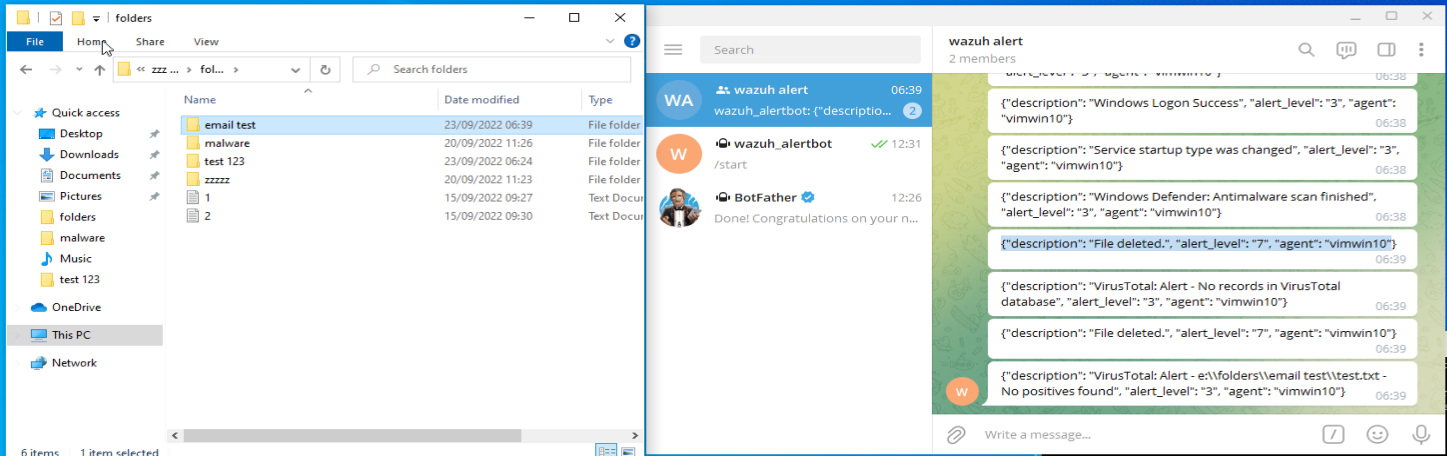 folders
File Home Share View
zzz ... fol...
Search folders
Name Date modified Type
Quick access
Desktop
Downloads
Documents
Pictures
folders
malware
Music
test 123
OneDrive
This PC
Network
email test 23/09/2022 06:39 File folder
malware 20/09/2022 11:26 File folder
test 123 23/09/2022 06:24 File folder
zzzzz 20/09/2022 11:23 File folder
1 15/09/2022 09:27 Text Docur
2 15/09/2022 09:30 Text Docur
6 items 1 item selected
Search
WA
wazuh alert 06:39
wazuh_alertbot: {"descriptio... 2
W
wazuh_alertbot 12:31
/start
BotFather 12:26
Done! Congratulations on your n...
wazuh alert
2 members
"alert_level": "3", "agent": "vimwin10"}
06:38
{"description": "Windows Logon Success", "alert_level": "3", "agent":
"vimwin10"}
06:38
{"description": "Service startup type was changed", "alert_level": "3",
"agent": "vimwin10"}
06:38
{"description": "Windows Defender: Antimalware scan finished",
"alert_level": "3", "agent": "vimwin10"}
06:38
{"description": "File deleted.", "alert_level": "7", "agent": "vimwin10"}
06:39
{"description": "VirusTotal: Alert - No records in VirusTotal
database", "alert_level": "3", "agent": "vimwin10"}
06:39
{"description": "File deleted.", "alert_level": "7", "agent": "vimwin10"}
06:39
W
{"description": "VirusTotal: Alert - e:\\folders\\email test\\test.txt -
No positives found", "alert_level": "3", "agent": "vimwin10"}
06:39
Write a message...